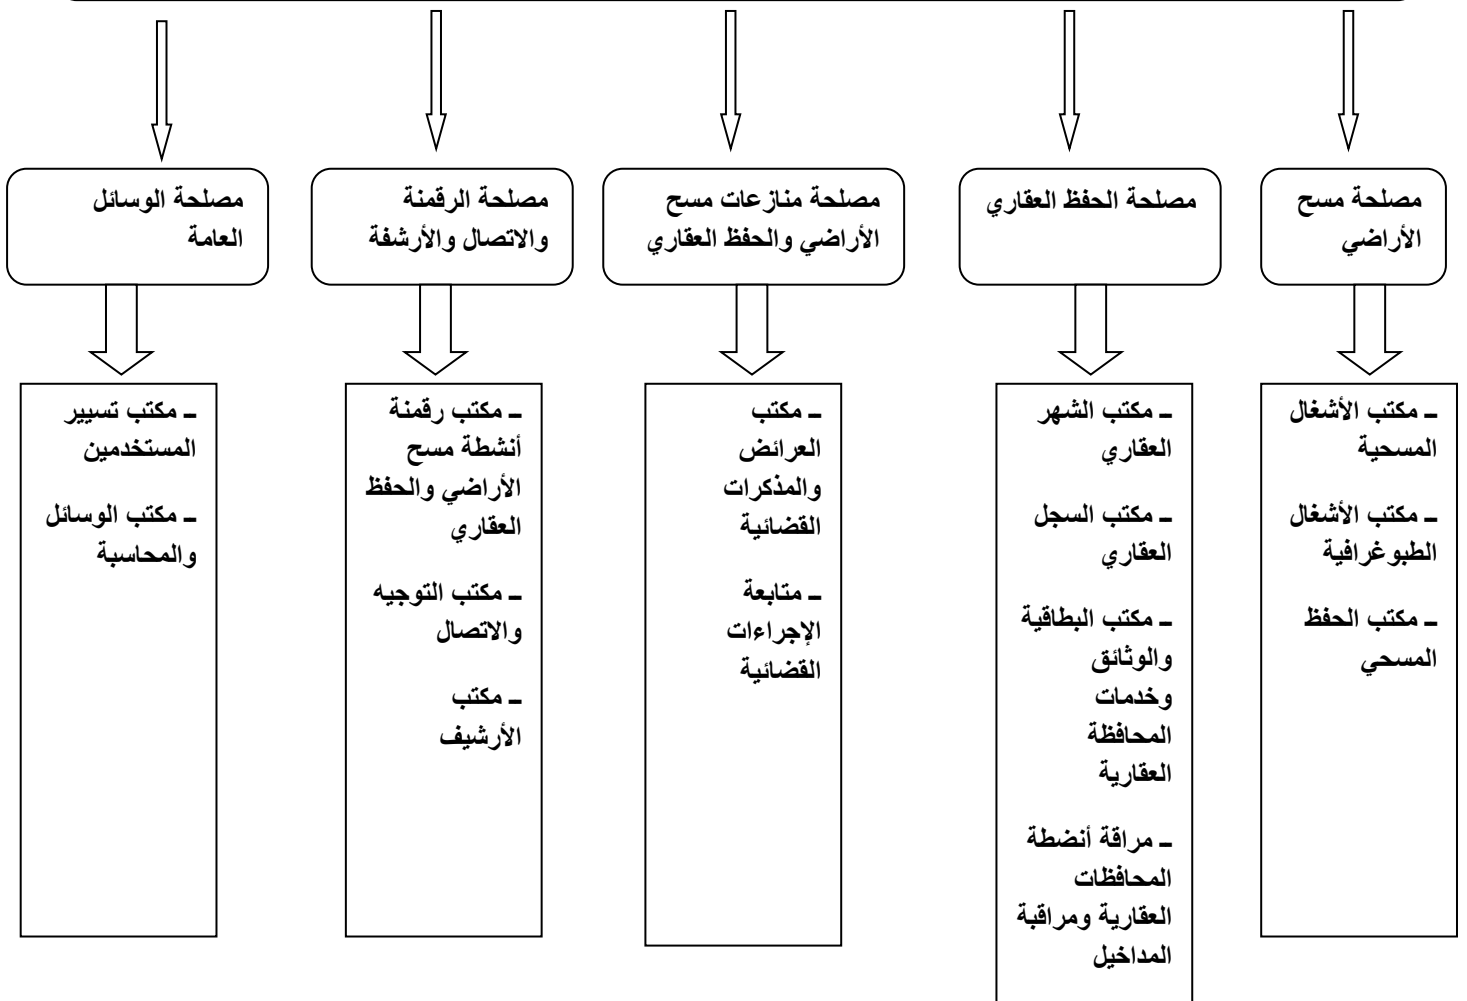 مصلحة مسح
الأراضي
مصلحة الحفظ العقاري
مصلحة منازعات مسح
الأراضي والحفظ العقاري
مصلحة الرقمنة
والاتصال والأرشفة
مصلحة الوسائل
العامة
ـ مكتب الأشغال
المسحية
ـ مكتب الأشغال
الطبوغرافية
ـ مكتب الحفظ
المسحي
ـ مكتب الشهر
العقاري
ـ مكتب السجل
العقاري
ـ مكتب البطاقية
والوثائق
وخدمات
المحافظة
العقارية
ـ مراقة أنضطة
المحافظات
العقارية ومراقبة
المداخيل
ـ مكتب
العرائض
والمذكرات
القضائية
ـ متابعة
الإجراءات
القضائية
ـ مكتب رقمنة
أنشطة مسح
الأراضي والحفظ
العقاري
ـ مكتب التوجيه
والاتصال
ـ مكتب
الأرشيف
ـ مكتب تسيير
المستخدمين
ـ مكتب الوسائل
والمحاسبة